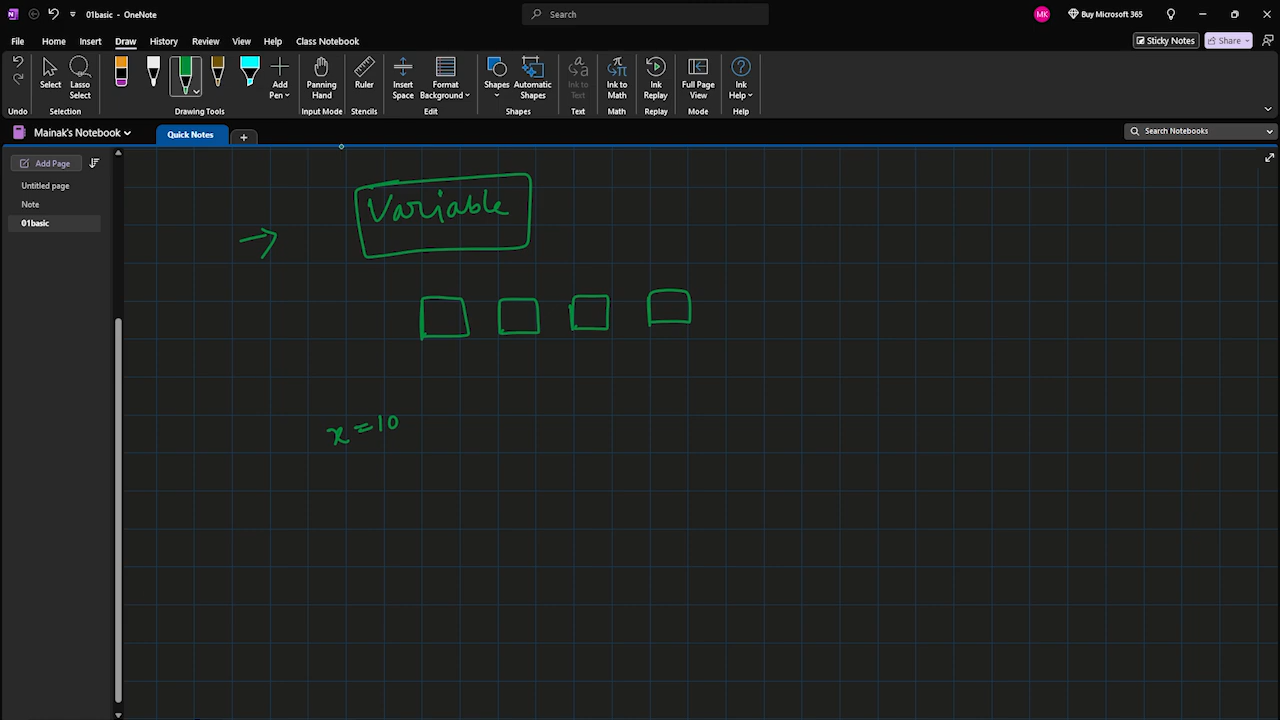 01basic - OneNote
Search
MK
Buy Microsoft 365
File Home Insert Draw History Review View Help Class Notebook
Sticky Notes
Share
Undo
Select
Lasso Select
Selection
Drawing Tools
Add Pen
Panning Hand
Input Mode
Ruler
Stencils
Insert Space
Format Background
Edit
Shapes
Automatic Shapes
Shapes
Ink to Text
Text
Ink to Math
Math
Ink Replay
Replay
Full Page View
Mode
Ink Help
Help
Mainak's Notebook
Quick Notes
Search Notebooks
Add Page
Untitled page
Note
01basic
Variable
x = 10